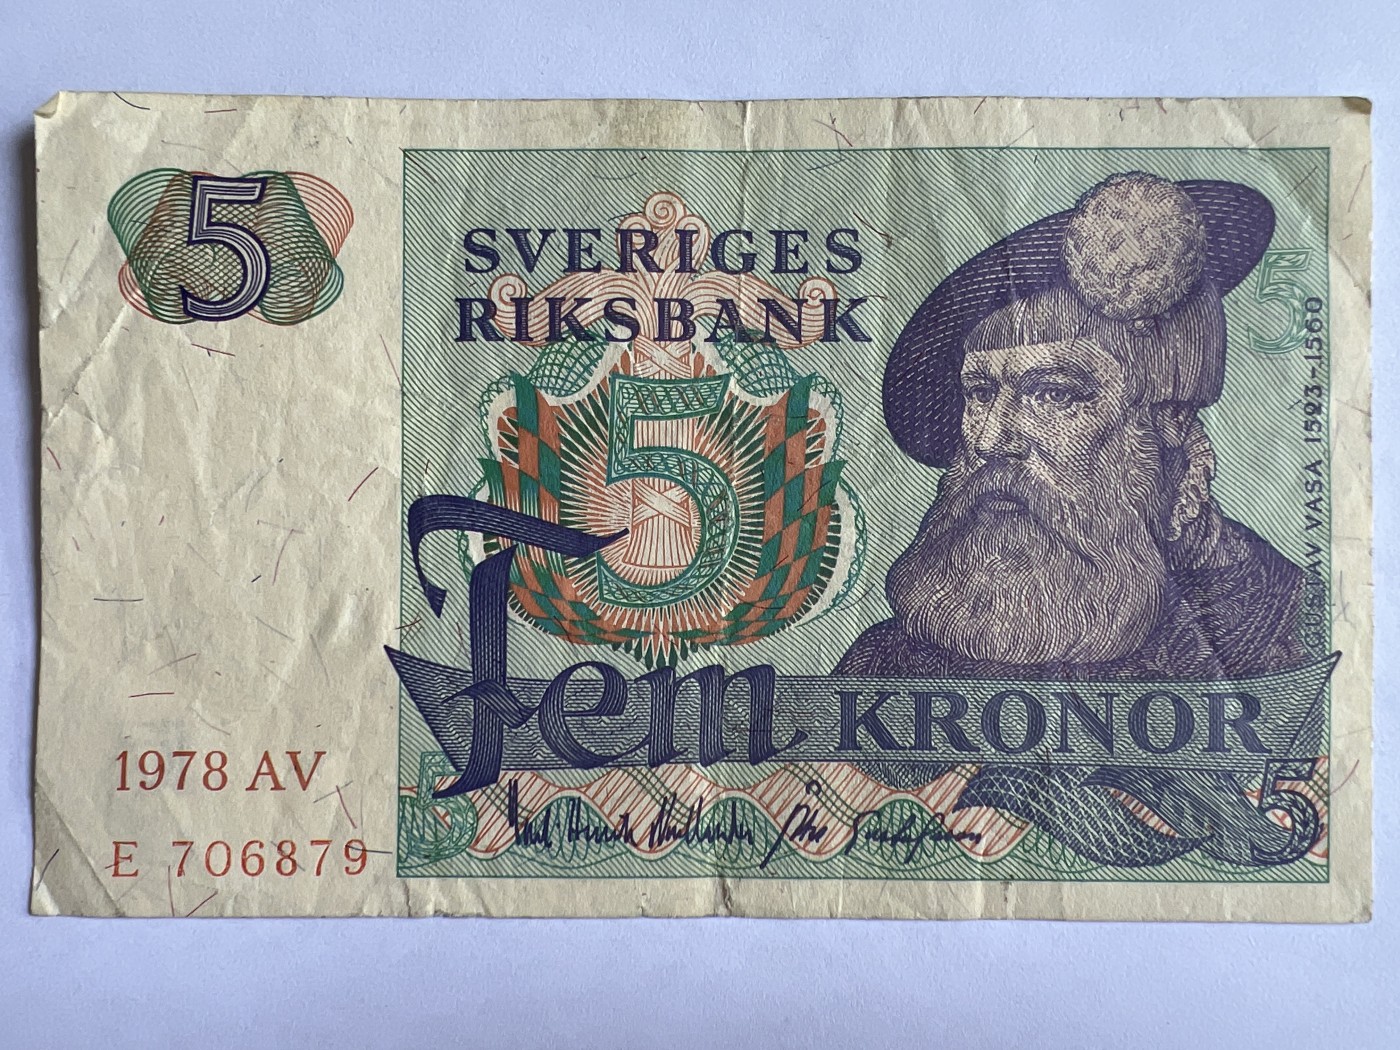 5
SVERIGES
RIKSBANK
5
5
GUSTAV VASA 1523-1560
Fem KRONOR
1978 AV
E 706879
5
5